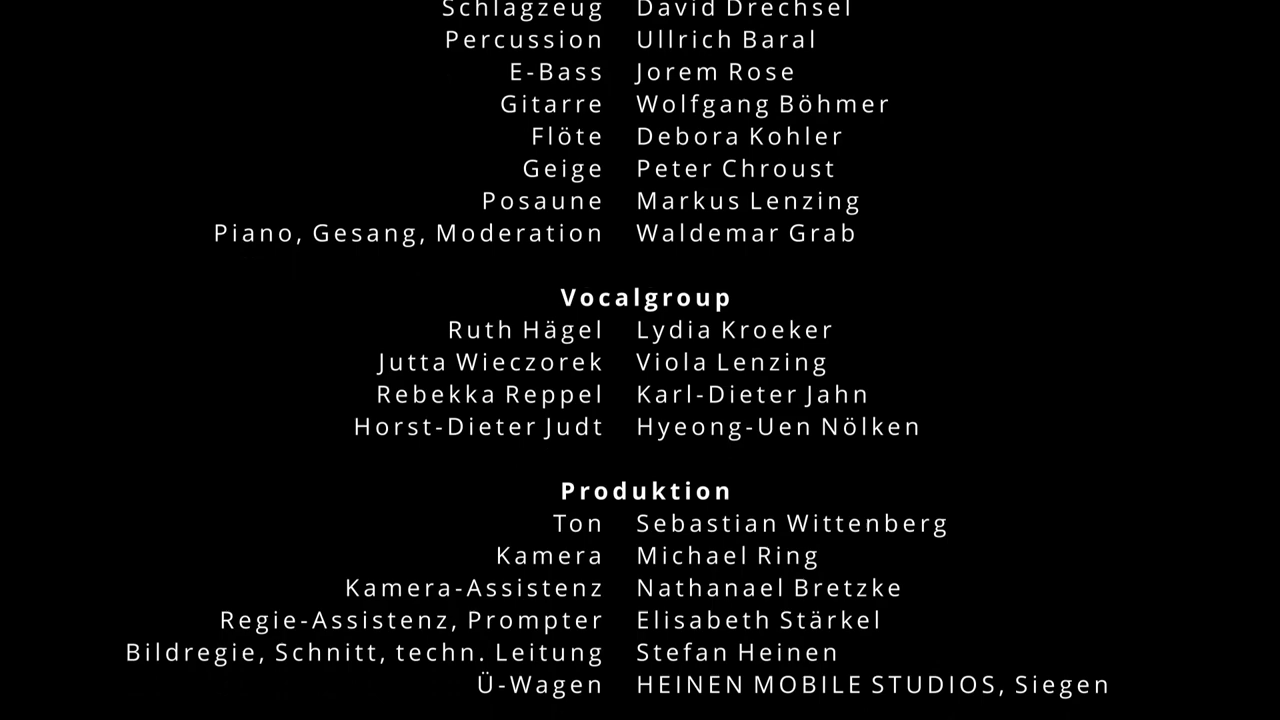 Schlagzeug David Drechsel
Percussion Ullrich Baral
E-Bass Jorem Rose
Gitarre Wolfgang Böhmer
Flöte Debora Kohler
Geige Peter Chroust
Posaune Markus Lenzing
Piano, Gesang, Moderation Waldemar Grab
Vocalgroup
Ruth Hägel Lydia Kroeker
Jutta Wieczorek Viola Lenzing
Rebekka Reppel Karl-Dieter Jahn
Horst-Dieter Judt Hyeong-Uen Nölken
Produktion
Ton Sebastian Wittenberg
Kamera Michael Ring
Kamera-Assistenz Nathanael Bretzke
Regie-Assistenz, Prompter Elisabeth Stärkel
Bildregie, Schnitt, techn. Leitung Stefan Heinen
Ü-Wagen HEINEN MOBILE STUDIOS, Siegen